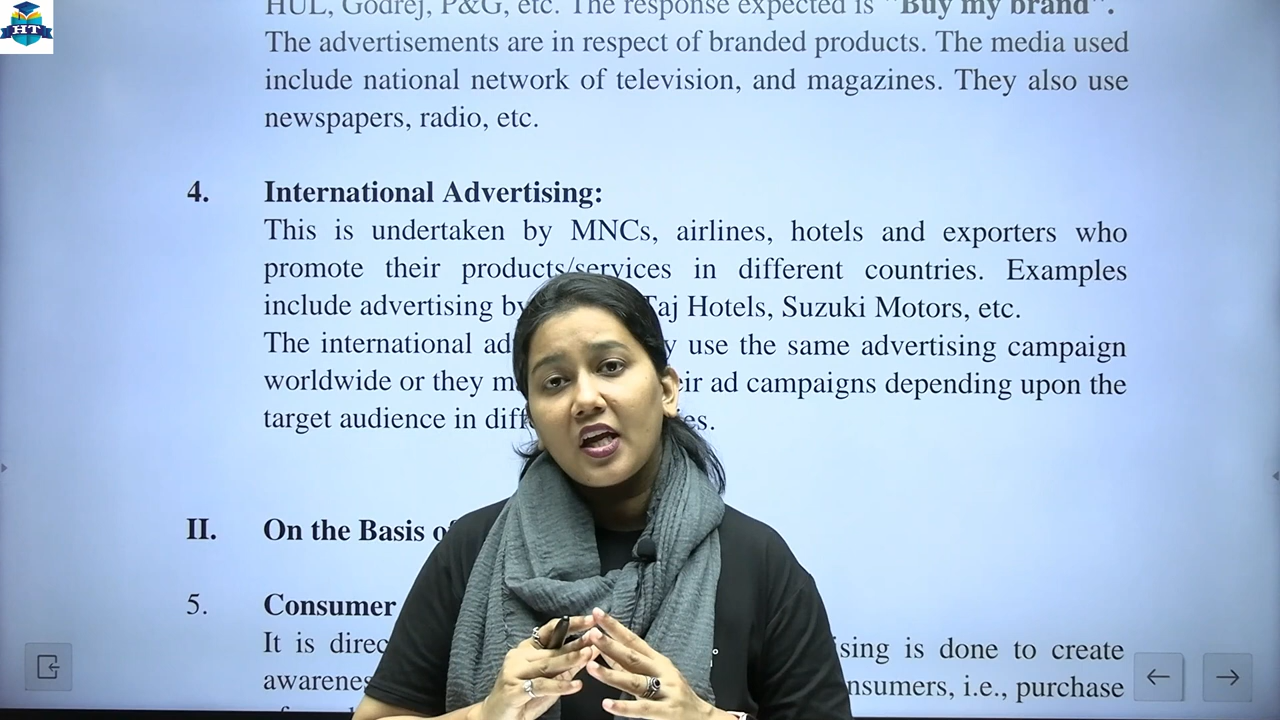 HT
HUL, Godrej, P&G, etc. The response expected is "Buy my brand".
The advertisements are in respect of branded products. The media used
include national network of television, and magazines. They also use
newspapers, radio, etc.
4. International Advertising:
This is undertaken by MNCs, airlines, hotels and exporters who
promote their products/services in different countries. Examples
include advertising by Taj Hotels, Suzuki Motors, etc.
The international use the same advertising campaign
worldwide or they ad campaigns depending upon the
target audience in
II. On the Basis of
5. Consumer
It is is done to create
i.e., purchase